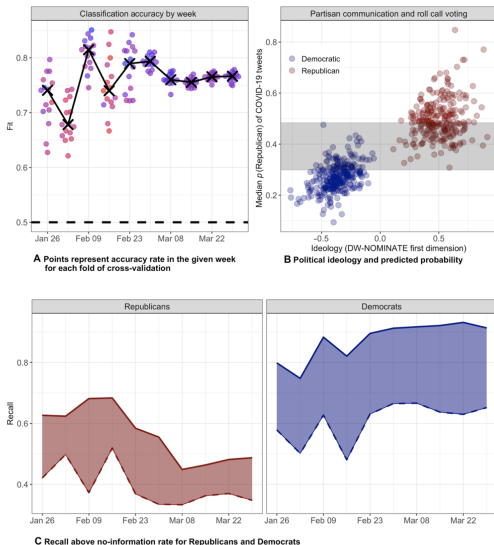 Classification accuracy by week
Fit
0.8
0.7
0.6
0.5
Jan 26
Feb 09
Feb 23
Mar 08
Mar 22
A Points represent accuracy rate in the given week
for each fold of cross-validation
Partisan communication and roll call voting
Median p(Republican) of COVID-19 tweets
0.8
0.6
0.4
0.2
Democratic
Republican
-0.5
0.0
0.5
Ideology (DW-NOMINATE first dimension)
B Political ideology and predicted probability
Republicans
Democrats
Recall
0.8
0.6
0.4
Jan 26
Feb 09
Feb 23
Mar 08
Mar 22
Jan 26
Feb 09
Feb 23
Mar 08
Mar 22
C Recall above no-information rate for Republicans and Democrats